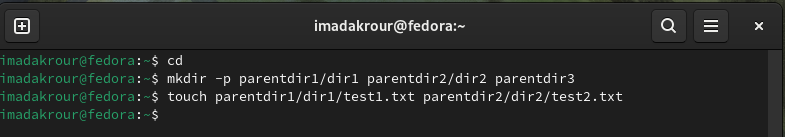 imadakrour@fedora:~
imadakrour@fedora:~$ cd
imadakrour@fedora:~$ mkdir -p parentdir1/dir1 parentdir2/dir2 parentdir3
imadakrour@fedora:~$ touch parentdir1/dir1/test1.txt parentdir2/dir2/test2.txt
imadakrour@fedora:~$